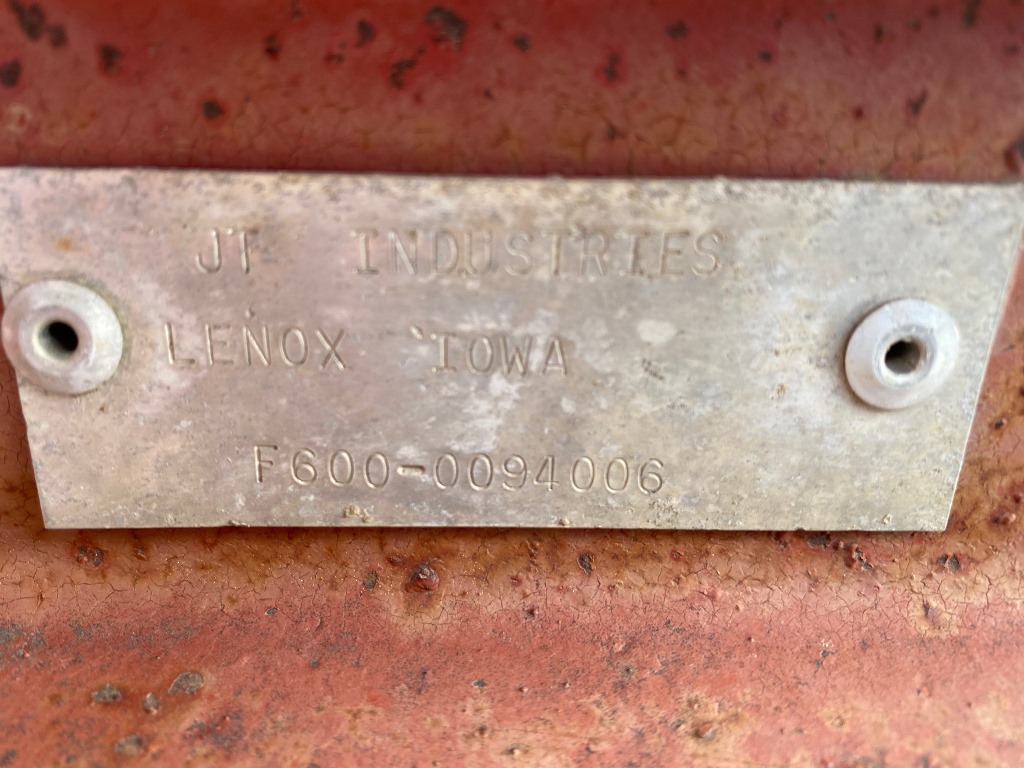 JT INDUSTRIES
LENOX IOWA
F600-0094006